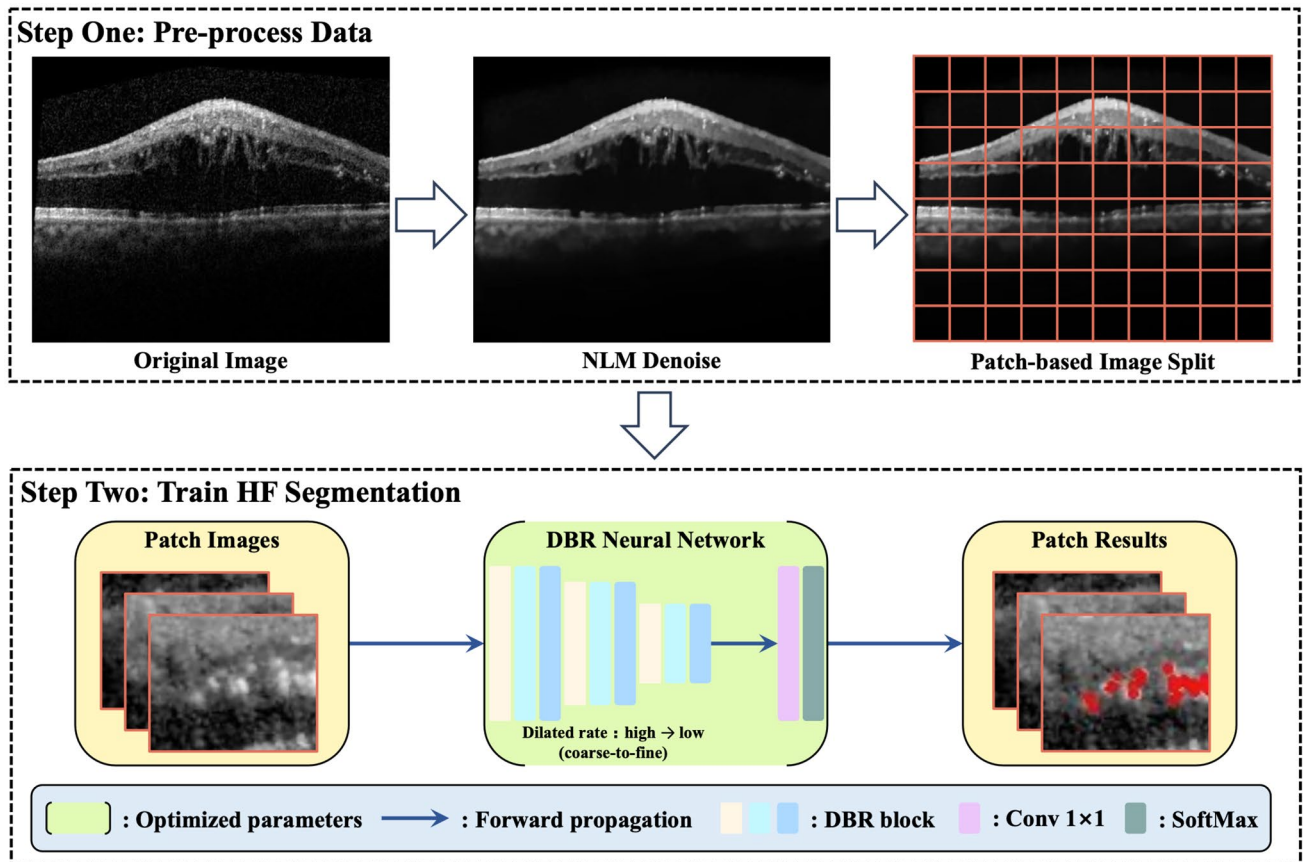 Step One: Pre-process Data
Original Image
NLM Denoise
Patch-based Image Split
Step Two: Train HF Segmentation
Patch Images
DBR Neural Network
Patch Results
Dilated rate : high → low
(coarse-to-fine)
: Optimized parameters
: Forward propagation
: DBR block
: Conv 1×1
: SoftMax